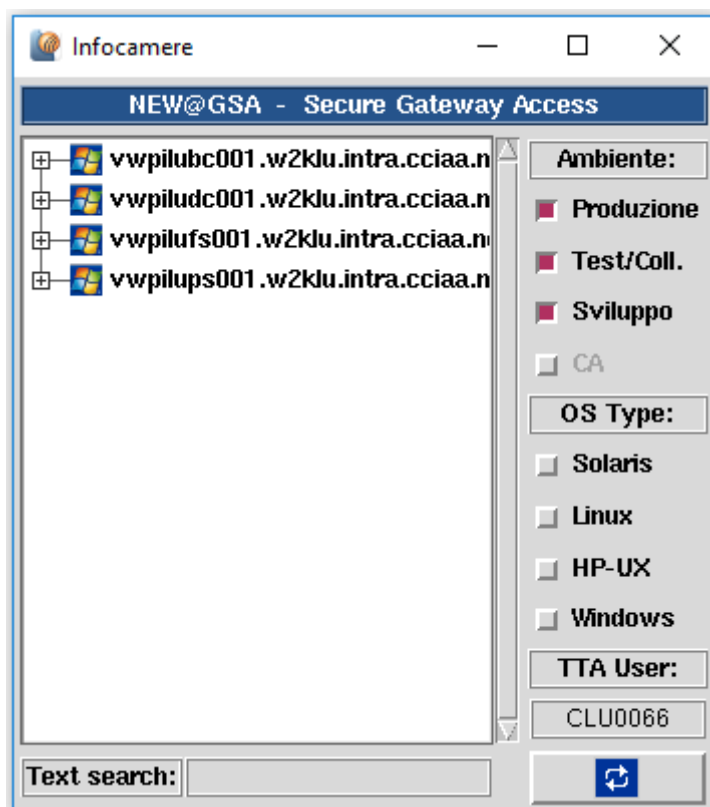 Infocamere
NEW@GSA - Secure Gateway Access
vwpilubc001.w2klu.intra.cciaa.n
vwpiludc001.w2klu.intra.cciaa.n
vwpilufs001.w2klu.intra.cciaa.n
vwpilups001.w2klu.intra.cciaa.n
Ambiente:
Produzione
Test/Coll.
Sviluppo
CA
OS Type:
Solaris
Linux
HP-UX
Windows
TTA User:
CLU0066
Text search: